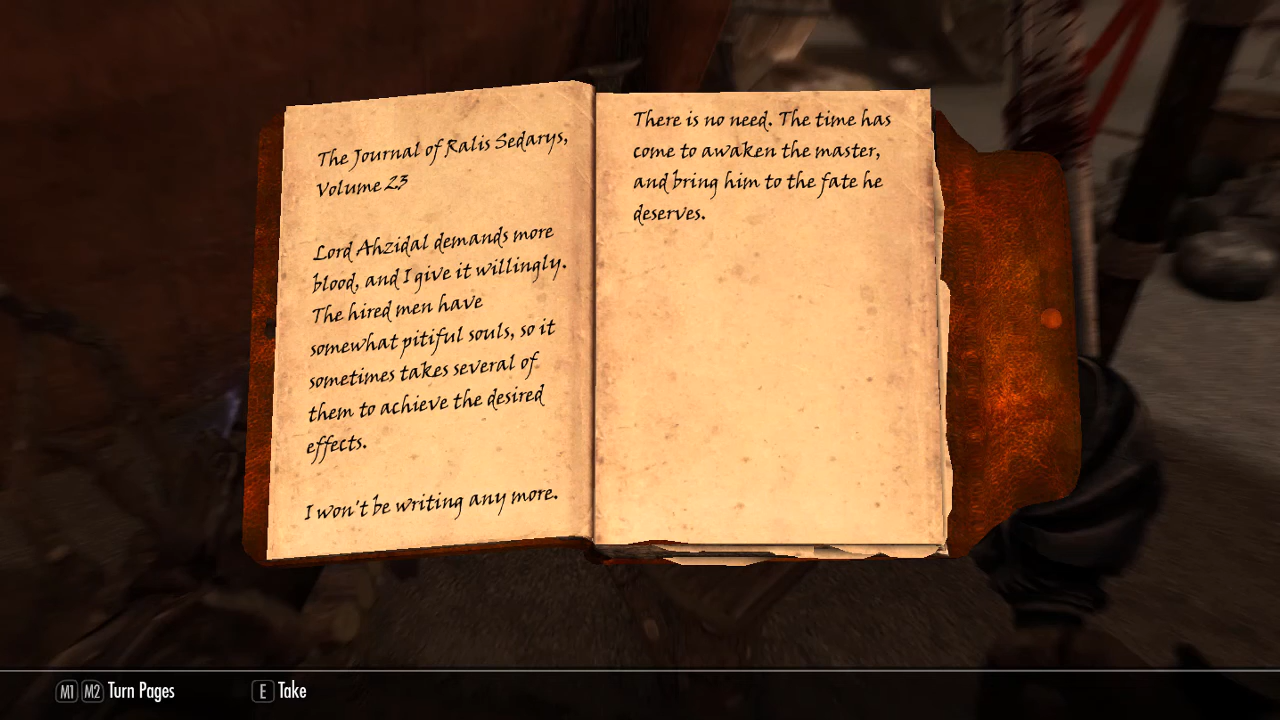 The Journal of Ralis Sedarys,
Volume 23
Lord Ahzidal demands more
blood, and I give it willingly.
The hired men have
somewhat pitiful souls, so it
sometimes takes several of
them to achieve the desired
effects.
I won't be writing any more.
There is no need. The time has
come to awaken the master,
and bring him to the fate he
deserves.
M1 M2 Turn Pages
E Take